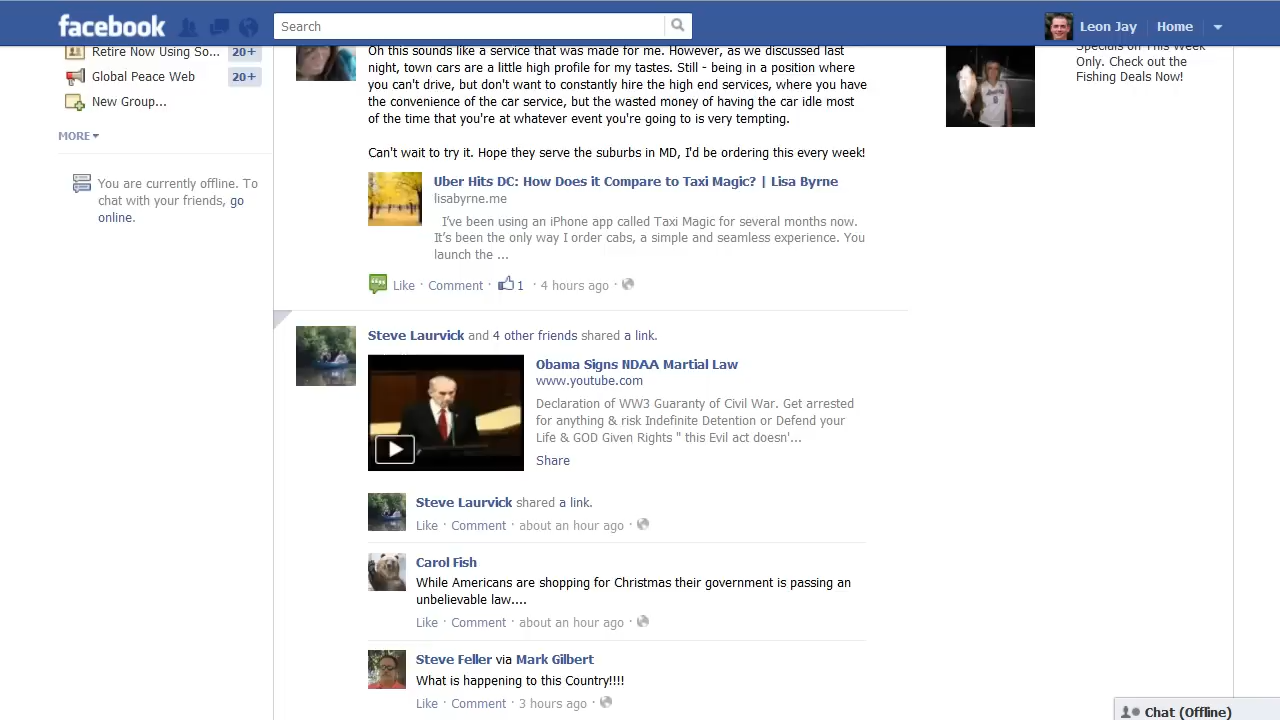 facebook
Search
Leon Jay
Home
Retire Now Using So...
20+
Global Peace Web
20+
New Group...
MORE
You are currently offline. To
chat with your friends, go
online.
Oh this sounds like a service that was made for me. However, as we discussed last
night, town cars are a little high profile for my tastes. Still - being in a position where
you can't drive, but don't want to constantly hire the high end services, where you have
the convenience of the car service, but the wasted money of having the car idle most
of the time that you're at whatever event you're going to is very tempting.
Can't wait to try it. Hope they serve the suburbs in MD, I'd be ordering this every week!
Uber Hits DC: How Does it Compare to Taxi Magic? | Lisa Byrne
lisabyrne.me
I've been using an iPhone app called Taxi Magic for several months now.
It's been the only way I order cabs, a simple and seamless experience. You
launch the ...
Like · Comment · 1 · 4 hours ago ·
Steve Laurvick and 4 other friends shared a link.
Obama Signs NDAA Martial Law
www.youtube.com
Declaration of WW3 Guaranty of Civil War. Get arrested
for anything & risk Indefinite Detention or Defend your
Life & GOD Given Rights " this Evil act doesn'...
Share
Steve Laurvick shared a link.
Like · Comment · about an hour ago ·
Carol Fish
While Americans are shopping for Christmas their government is passing an
unbelievable law....
Like · Comment · about an hour ago ·
Steve Feller via Mark Gilbert
What is happening to this Country!!!!
Like · Comment · 3 hours ago ·
Specials on This Week
Only. Check out the
Fishing Deals Now!
Chat (Offline)